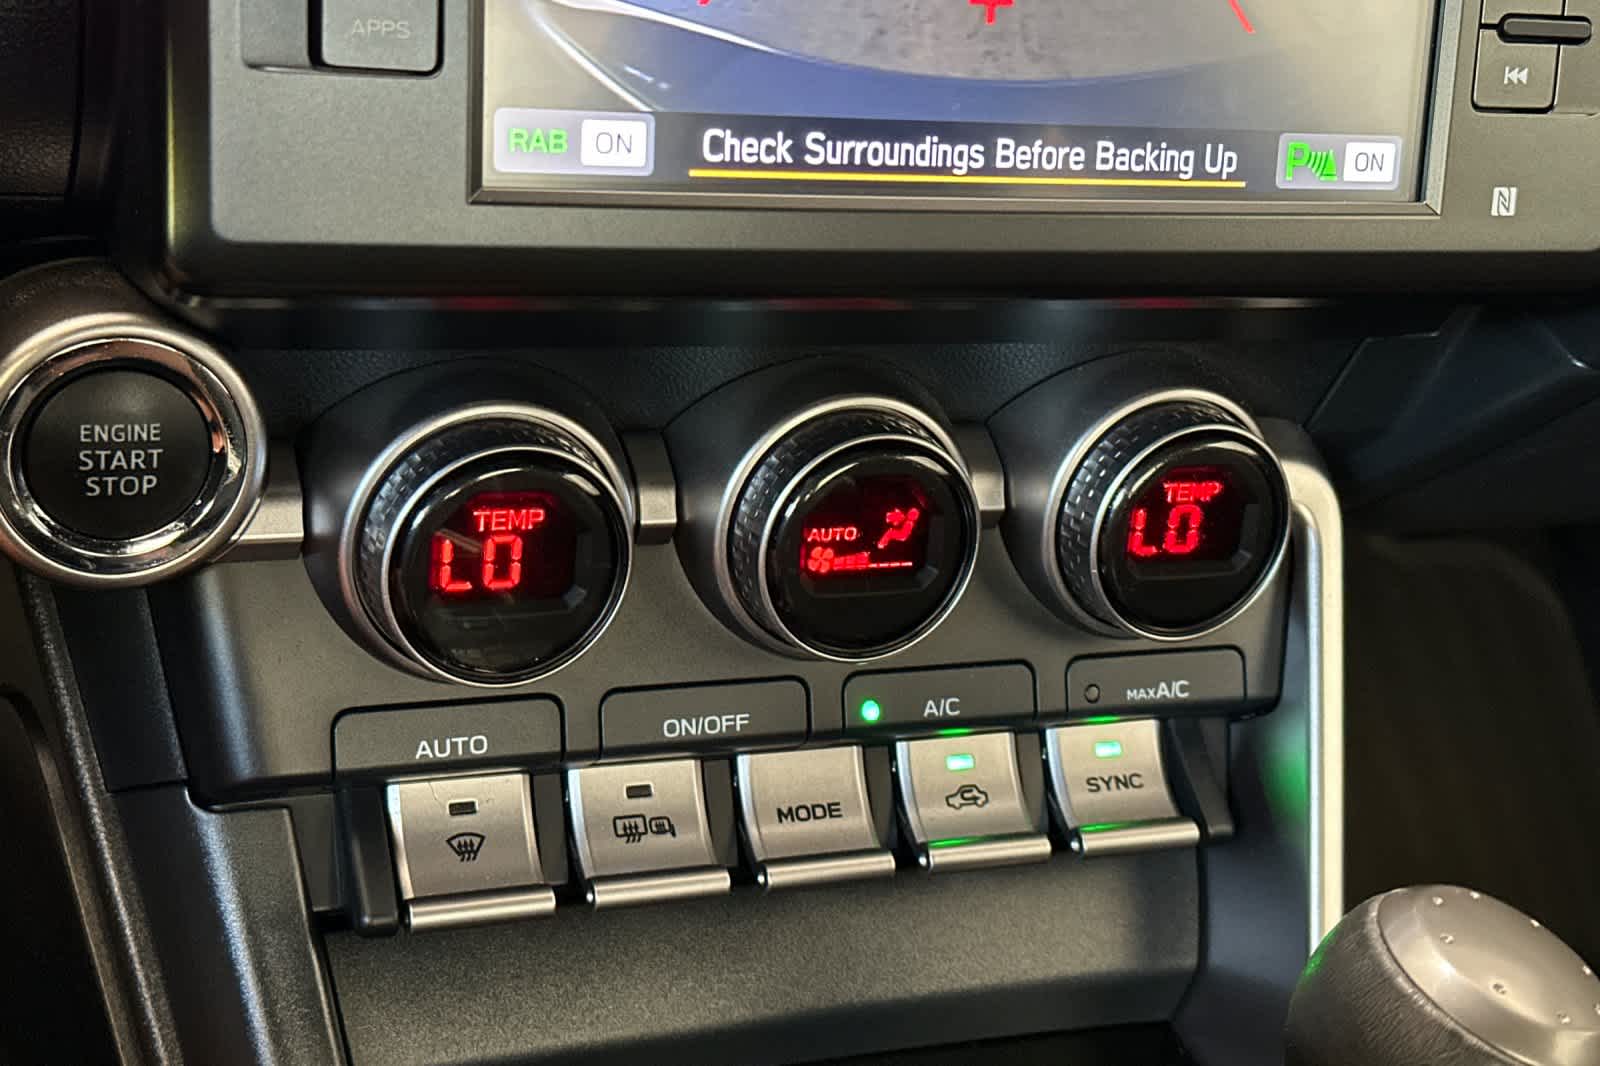 APPS
RAB ON
Check Surroundings Before Backing Up
P ON
ENGINE
START
STOP
TEMP
LO
AUTO
TEMP
LO
AUTO
ON/OFF
A/C
MAX A/C
MODE
SYNC